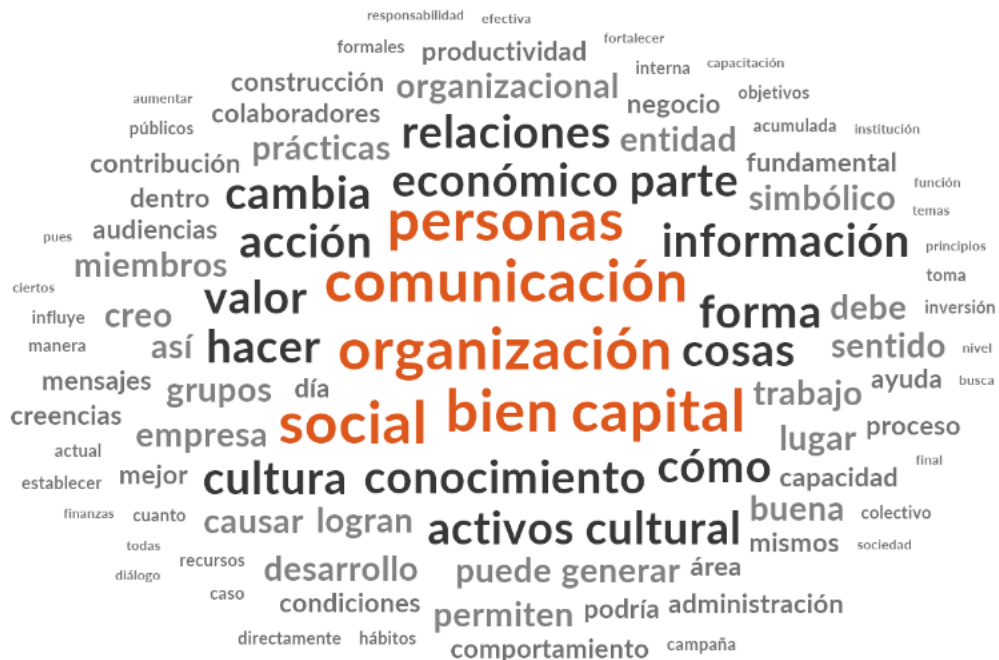 responsabilidad efectiva
formales productividad fortalecer
construcción organizacional interna capacitación
aumentar colaboradores negocio objetivos
públicos prácticas relaciones entidad acumulada institución
contribución económico parte fundamental
dentro cambia simbólico función
pues audiencias acción personas información temas
miembros comunicación principios
ciertos valor toma
influye creo forma debe inversión
manera así hacer organización cosas sentido nivel
mensajes grupos día trabajo ayuda busca
creencias empresa social bien capital lugar proceso
actual mejor cultura conocimiento cómo capacidad final
establecer
finanzas cuanto causar logran activos cultural buena colectivo
todas mismos sociedad
diálogo recursos desarrollo puede generar área
caso condiciones permiten podría administración
directamente hábitos comportamiento campaña